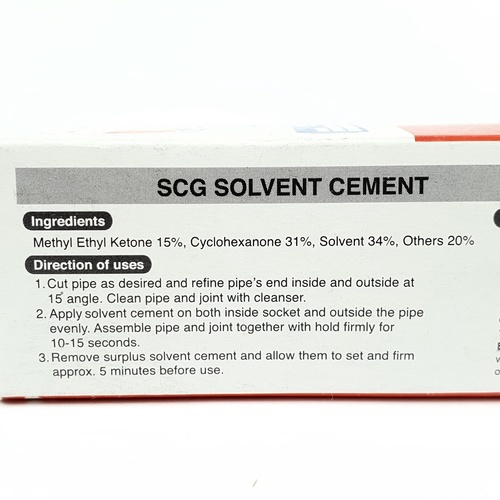 SCG SOLVENT CEMENT
Ingredients
Methyl Ethyl Ketone 15%, Cyclohexanone 31%, Solvent 34%, Others 20%
Direction of uses
1. Cut pipe as desired and refine pipe's end inside and outside at
15° angle. Clean pipe and joint with cleanser.
2. Apply solvent cement on both inside socket and outside the pipe
evenly. Assemble pipe and joint together with hold firmly for
10-15 seconds.
3. Remove surplus solvent cement and allow them to set and firm
approx. 5 minutes before use.